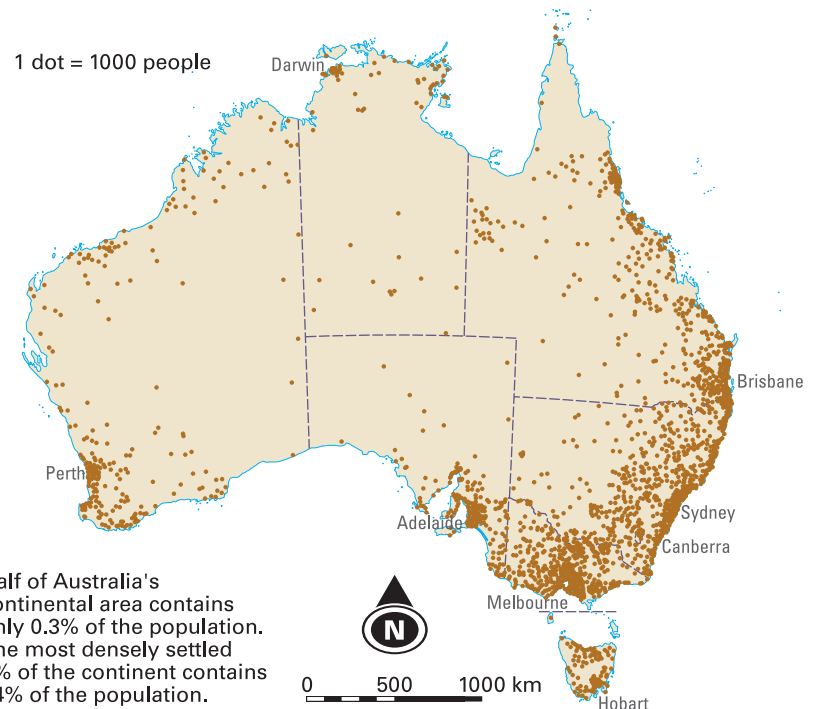 1 dot = 1000 people
Darwin
Brisbane
Perth
Adelaide
Sydney
Canberra
Melbourne
alf of Australia's
ontinental area contains
nly 0.3% of the population.
ne most densely settled
% of the continent contains
4% of the population.
N
0 500 1000 km
Hobart